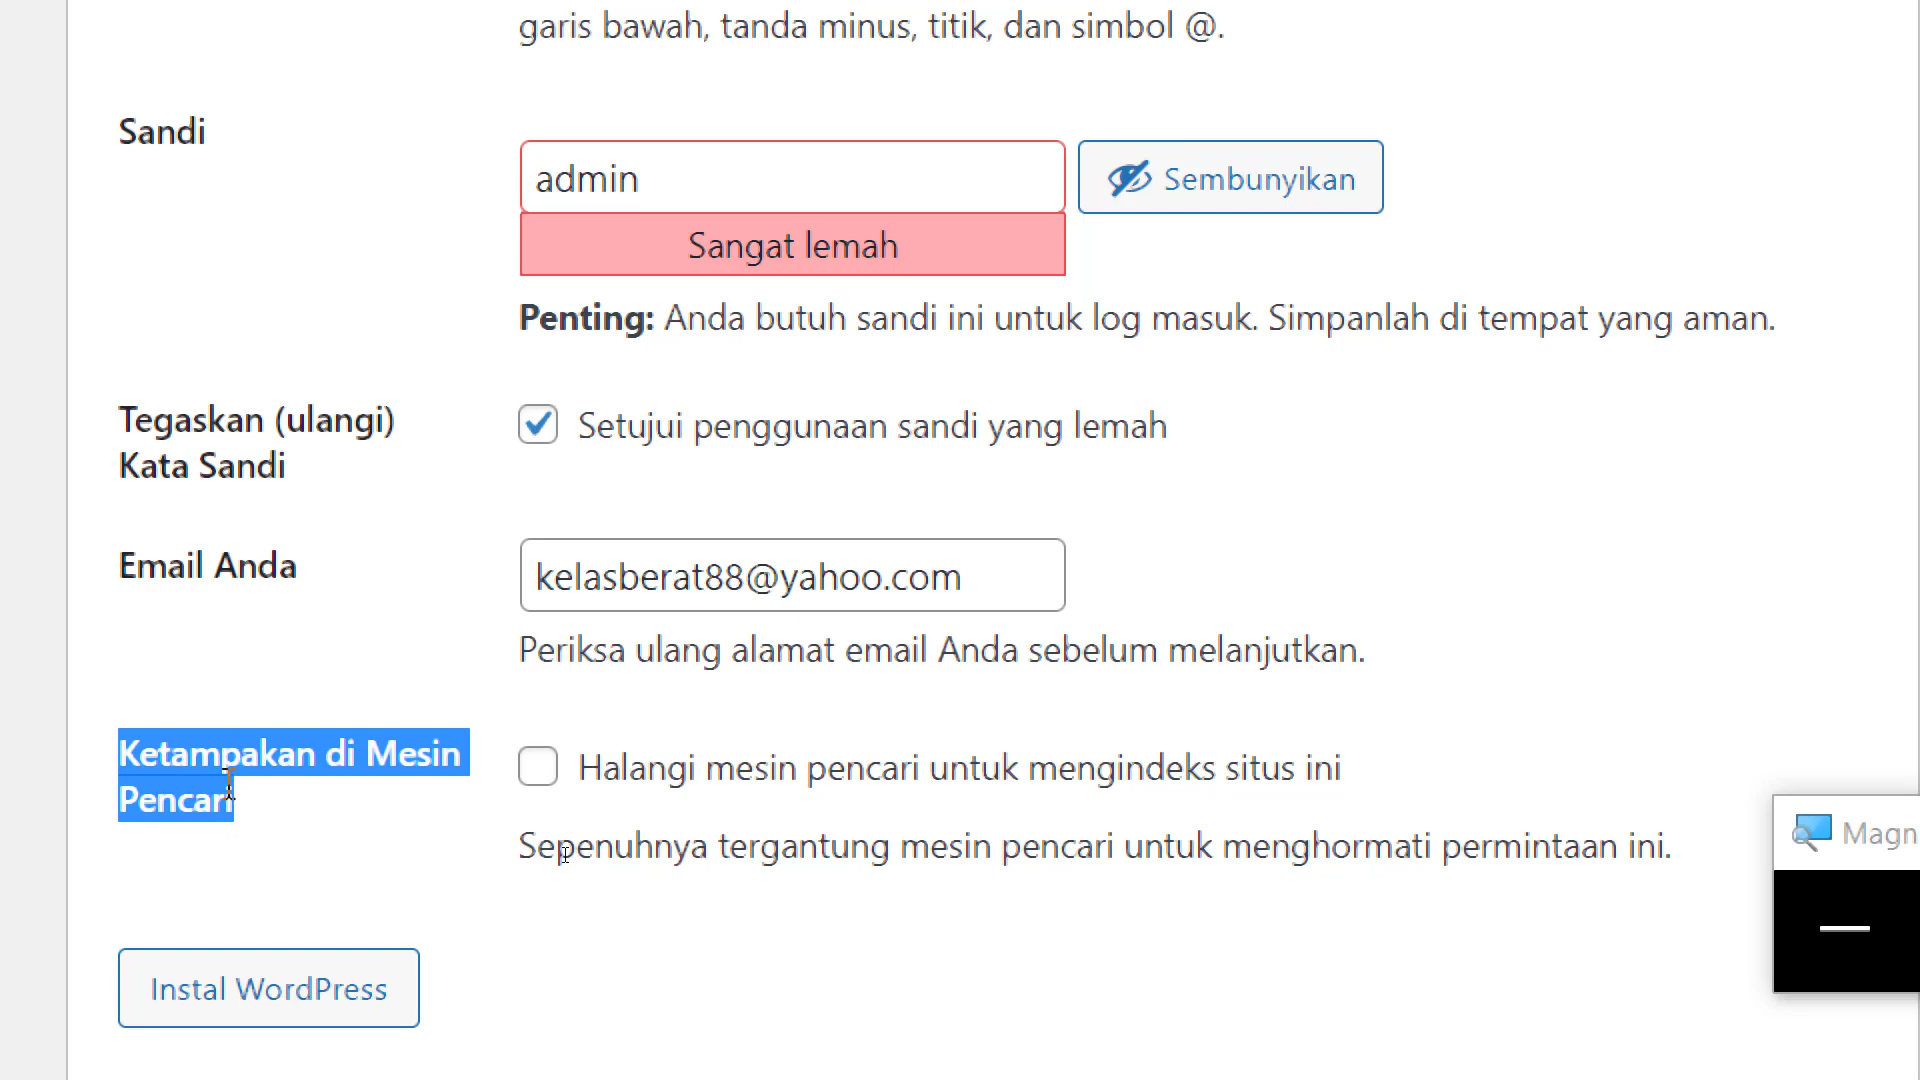 garis bawah, tanda minus, titik, dan simbol @.
Sandi
admin
Sembunyikan
Sangat lemah
Penting: Anda butuh sandi ini untuk log masuk. Simpanlah di tempat yang aman.
Tegaskan (ulangi)
Kata Sandi
Setujui penggunaan sandi yang lemah
Email Anda
kelasberat88@yahoo.com
Periksa ulang alamat email Anda sebelum melanjutkan.
Ketampakan di Mesin
Pencari
Halangi mesin pencari untuk mengindeks situs ini
Sepenuhnya tergantung mesin pencari untuk menghormati permintaan ini.
Magn
Instal WordPress